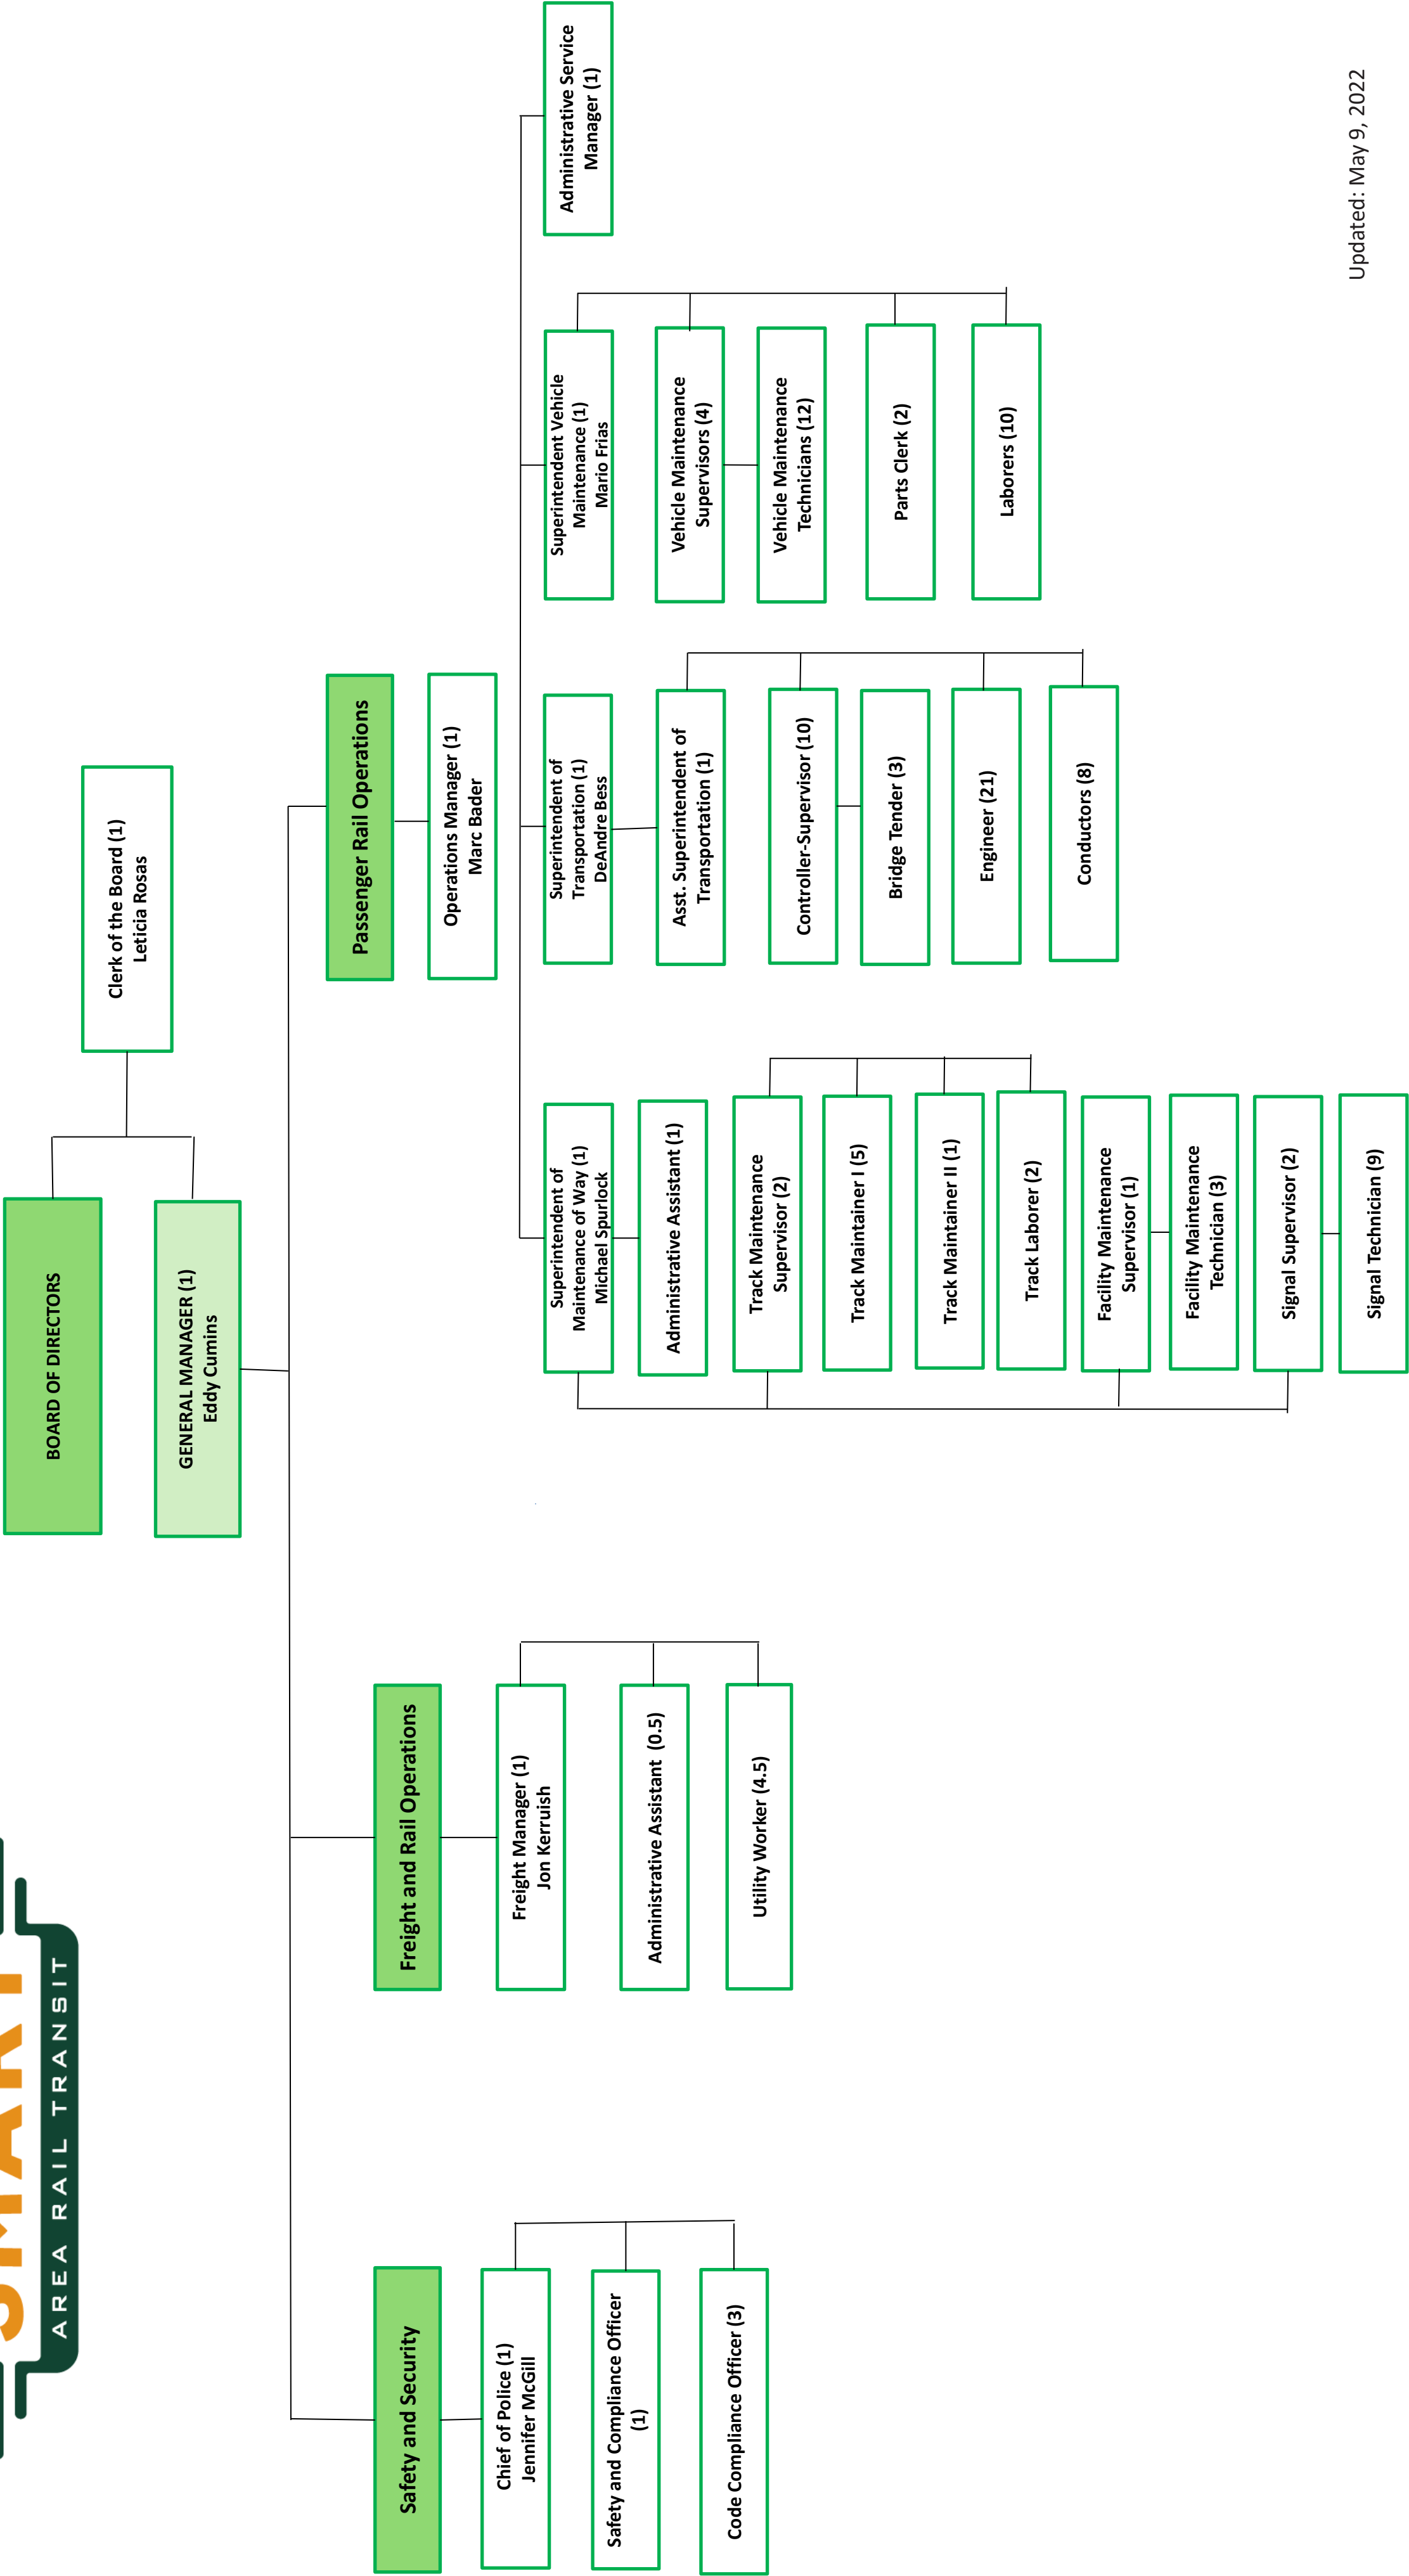 SMART
AREA RAIL TRANSIT
BOARD OF DIRECTORS
Clerk of the Board (1)
Leticia Rosas
GENERAL MANAGER (1)
Eddy Cumins
Safety and Security
Chief of Police (1)
Jennifer McGill
Safety and Compliance Officer
(1)
Code Compliance Officer (3)
Freight and Rail Operations
Freight Manager (1)
Jon Kerruish
Administrative Assistant (0.5)
Utility Worker (4.5)
Passenger Rail Operations
Operations Manager (1)
Marc Bader
Superintendent of
Maintenance of Way (1)
Michael Spurlock
Administrative Assistant (1)
Track Maintenance
Supervisor (2)
Track Maintainer I (5)
Track Maintainer II (1)
Track Laborer (2)
Facility Maintenance
Supervisor (1)
Facility Maintenance
Technician (3)
Signal Supervisor (2)
Signal Technician (9)
Superintendent of
Transportation (1)
DeAndre Bess
Asst. Superintendent of
Transportation (1)
Controller-Supervisor (10)
Bridge Tender (3)
Engineer (21)
Conductors (8)
Superintendent Vehicle
Maintenance (1)
Mario Frias
Vehicle Maintenance
Supervisors (4)
Vehicle Maintenance
Technicians (12)
Parts Clerk (2)
Laborers (10)
Administrative Service
Manager (1)
Updated: May 9, 2022